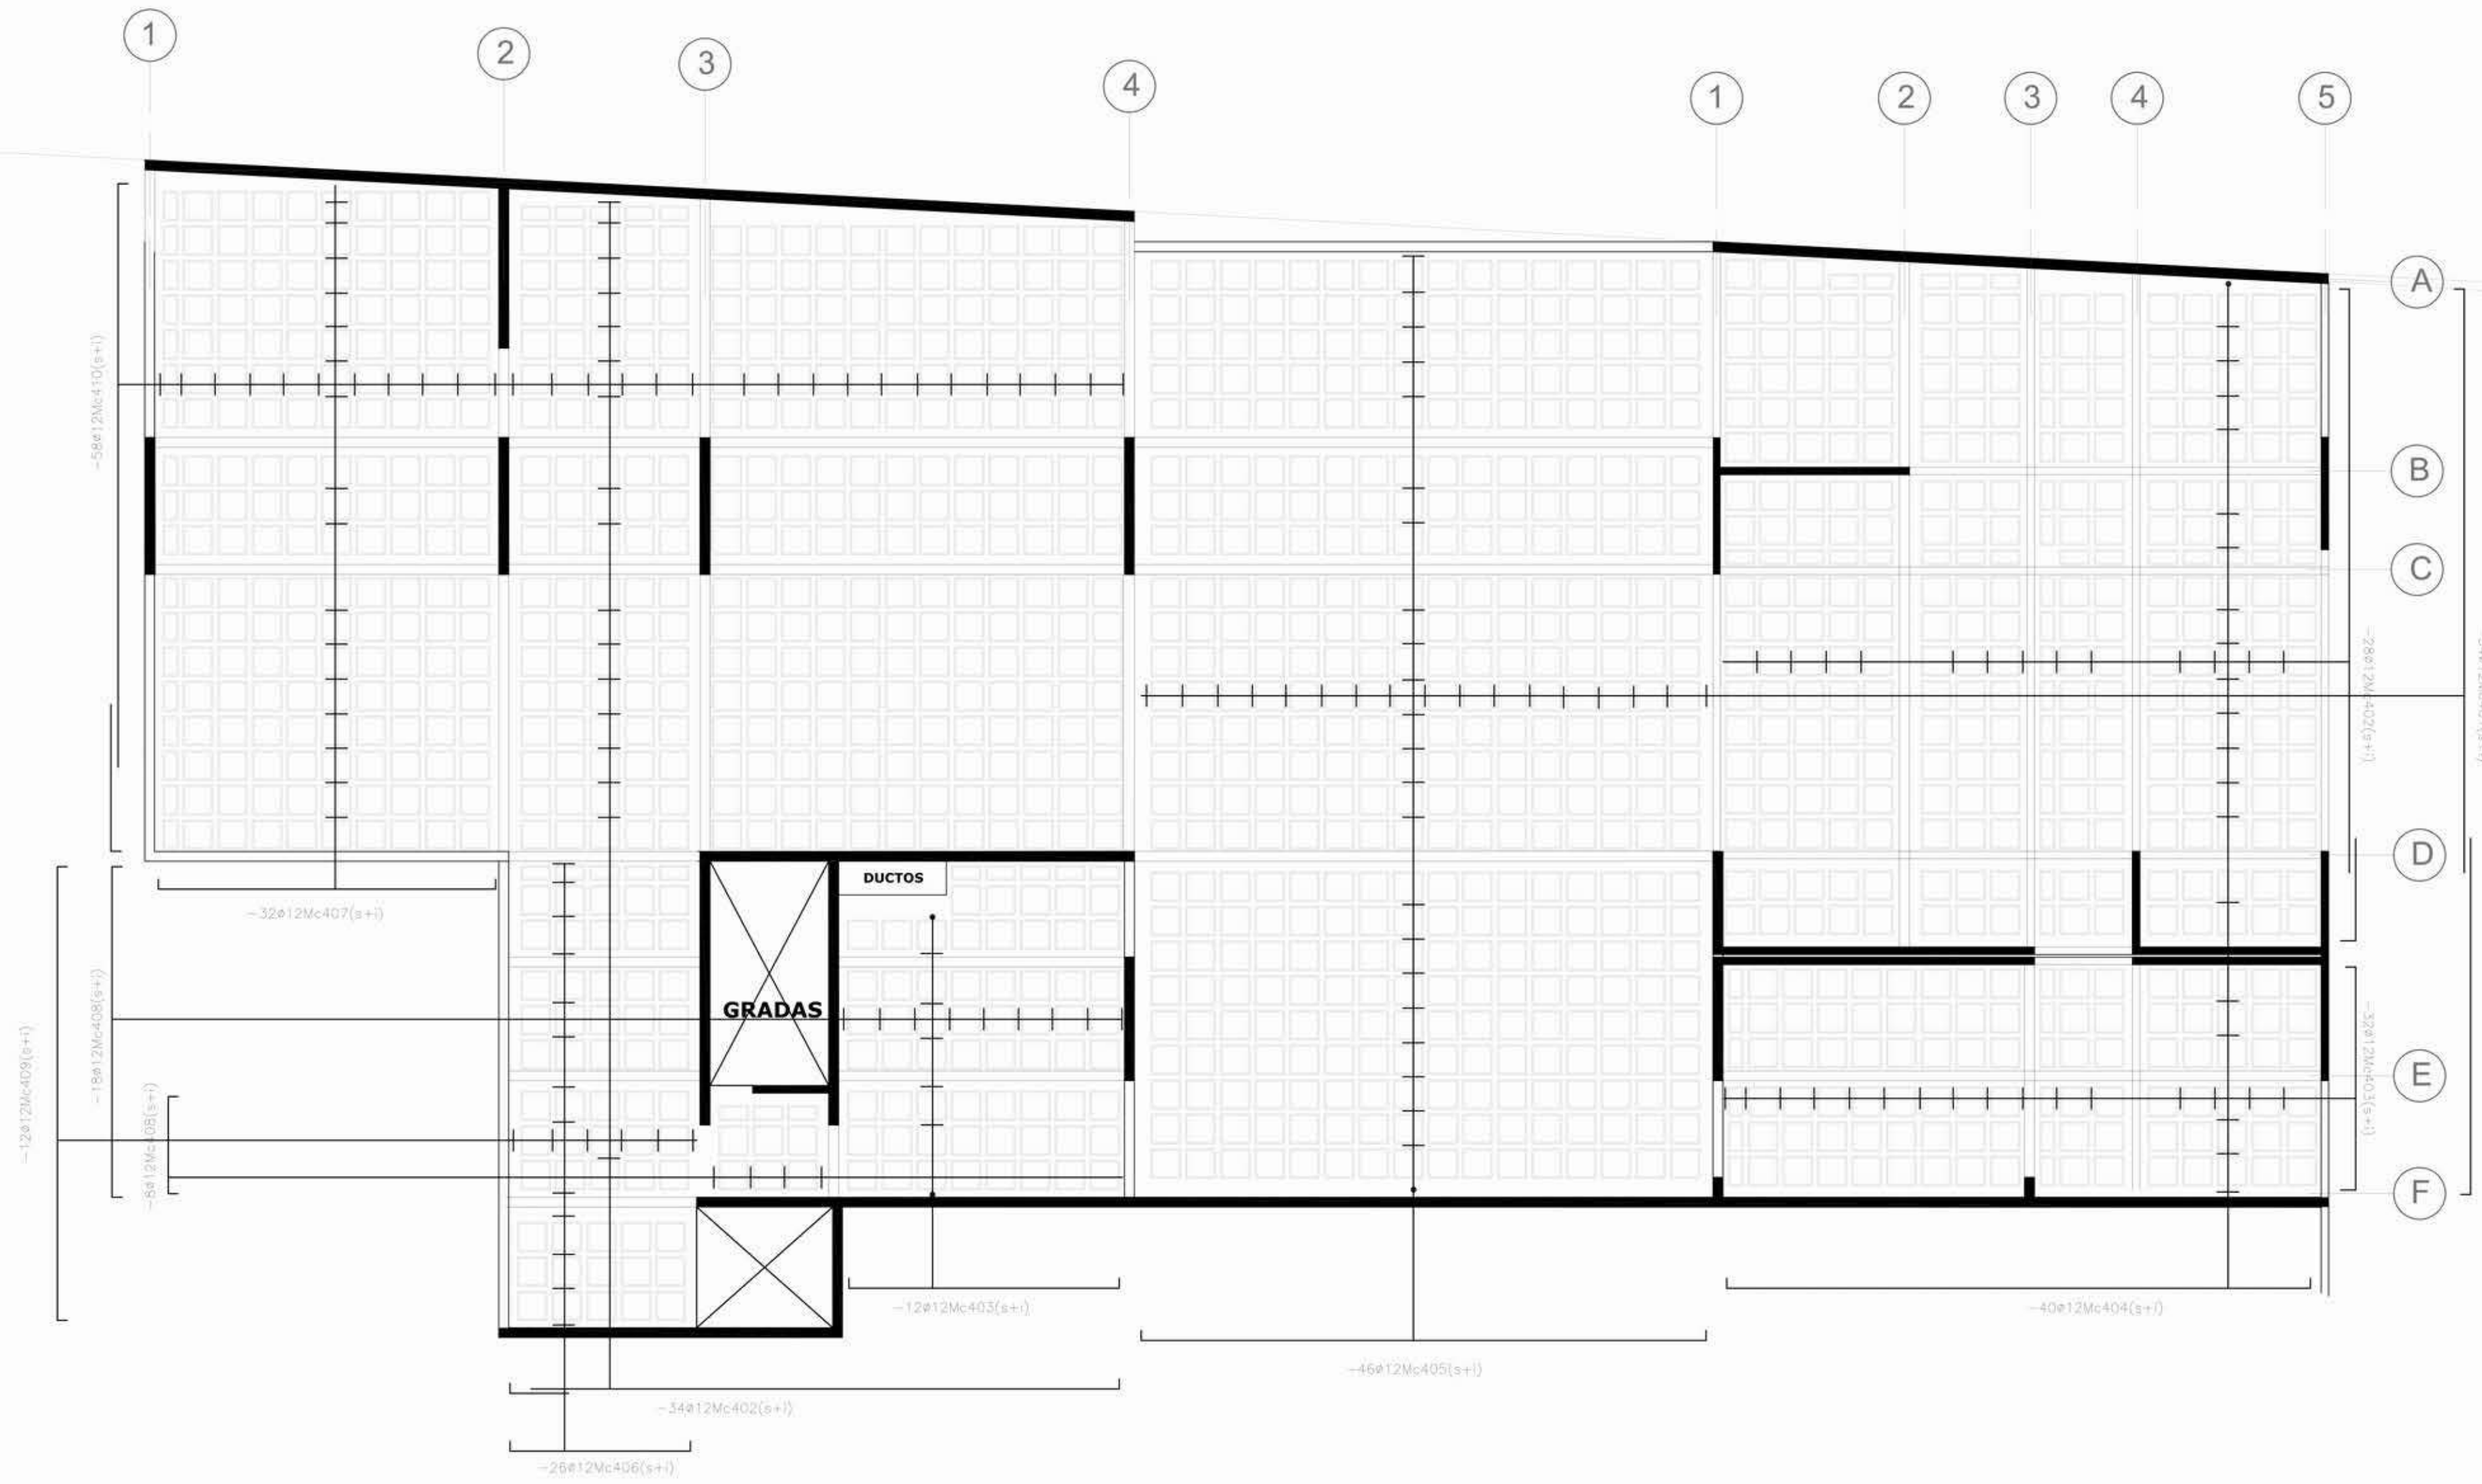 1
2
3
4
1
2
3
4
5
A
B
C
D
E
F
-58ø12Mc410(s+i)
-28ø12Mc402(s+i)
DUCTOS
-32ø12Mc407(s+i)
GRADAS
-18ø12Mc408(s+i)
-12ø12Mc409(s+i)
-8ø12Mc408(s+i)
-32ø12Mc403(s+i)
-12ø12Mc403(s+i)
-40ø12Mc404(s+i)
-46ø12Mc405(s+i)
-34ø12Mc402(s+i)
-26ø12Mc406(s+i)